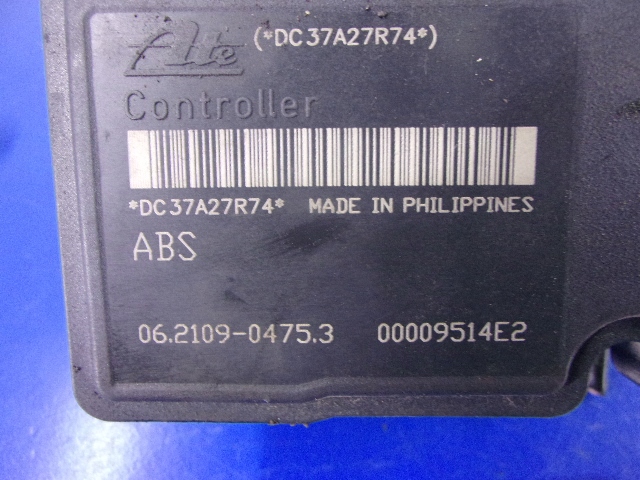 (*DC37A27R74*)
Ate
Controller
*DC37A27R74* MADE IN PHILIPPINES
ABS
06.2109-0475.3 00009514E2